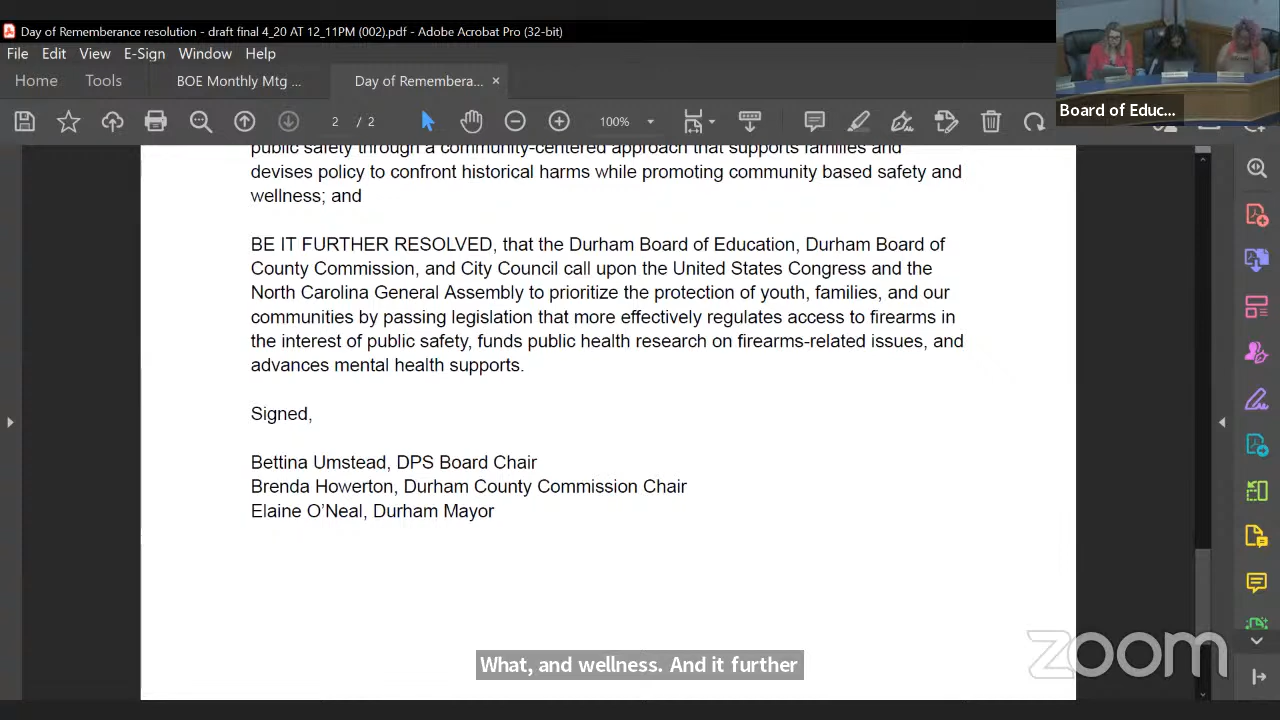 Day of Rememberance resolution - draft final 4_20 AT 12_11PM (002).pdf - Adobe Acrobat Pro (32-bit)
File Edit View E-Sign Window Help
Home Tools BOE Monthly Mtg ... Day of Remembera... ×
2 / 2 100%
Board of Educ...
public safety through a community-centered approach that supports families and
devises policy to confront historical harms while promoting community based safety and
wellness; and
BE IT FURTHER RESOLVED, that the Durham Board of Education, Durham Board of
County Commission, and City Council call upon the United States Congress and the
North Carolina General Assembly to prioritize the protection of youth, families, and our
communities by passing legislation that more effectively regulates access to firearms in
the interest of public safety, funds public health research on firearms-related issues, and
advances mental health supports.
Signed,
Bettina Umstead, DPS Board Chair
Brenda Howerton, Durham County Commission Chair
Elaine O’Neal, Durham Mayor
What, and wellness. And it further
zoom